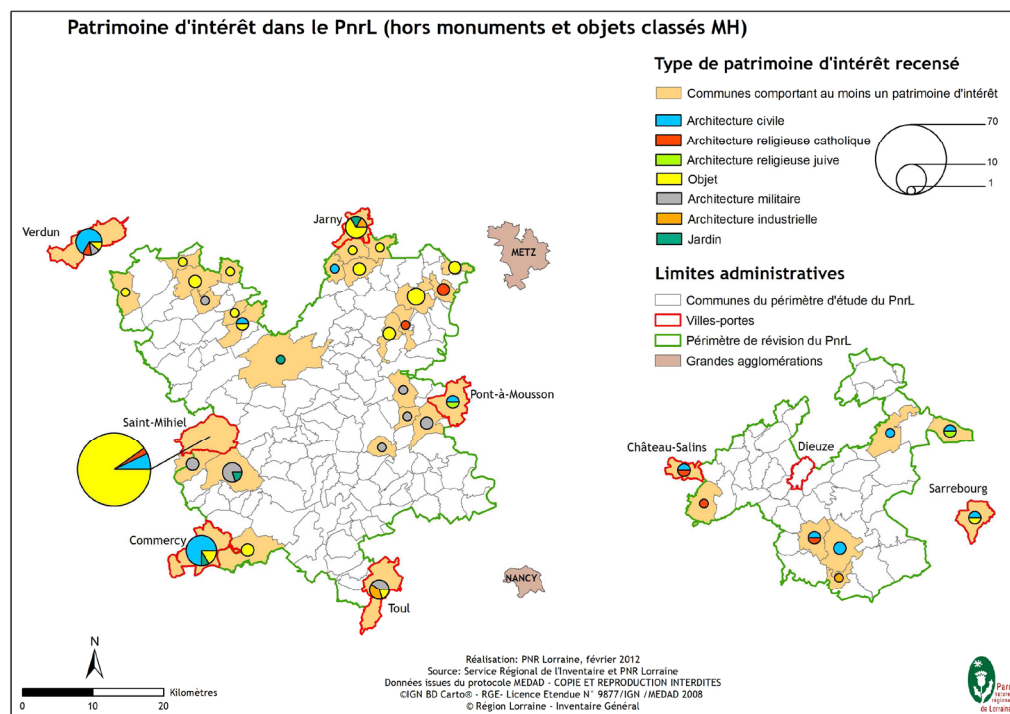 Patrimoine d'intérêt dans le PnrL (hors monuments et objets classés MH)
Type de patrimoine d'intérêt recensé
Communes comportant au moins un patrimoine d'intérêt
Architecture civile
Architecture religieuse catholique
Architecture religieuse juive
Objet
Architecture militaire
Architecture industrielle
Jardin
70
10
1
Limites administratives
Communes du périmètre d'étude du PnrL
Villes-portes
Périmètre de révision du PnrL
Grandes agglomérations
Verdun
Jarny
METZ
Pont-à-Mousson
Saint-Mihiel
Château-Salins
Dieuze
Sarrebourg
Commercy
Toul
NANCY
N
Kilomètres
0
10
20
Réalisation: PNR Lorraine, février 2012
Source: Service Régional de l'Inventaire et PNR Lorraine
Données issues du protocole MEDAD - COPIE ET REPRODUCTION INTERDITES
©IGN BD Carto® - RGE- Licence Etendue N° 9877/IGN /MEDAD 2008
© Région Lorraine - Inventaire Général
Parc
naturel
régional
de Lorraine